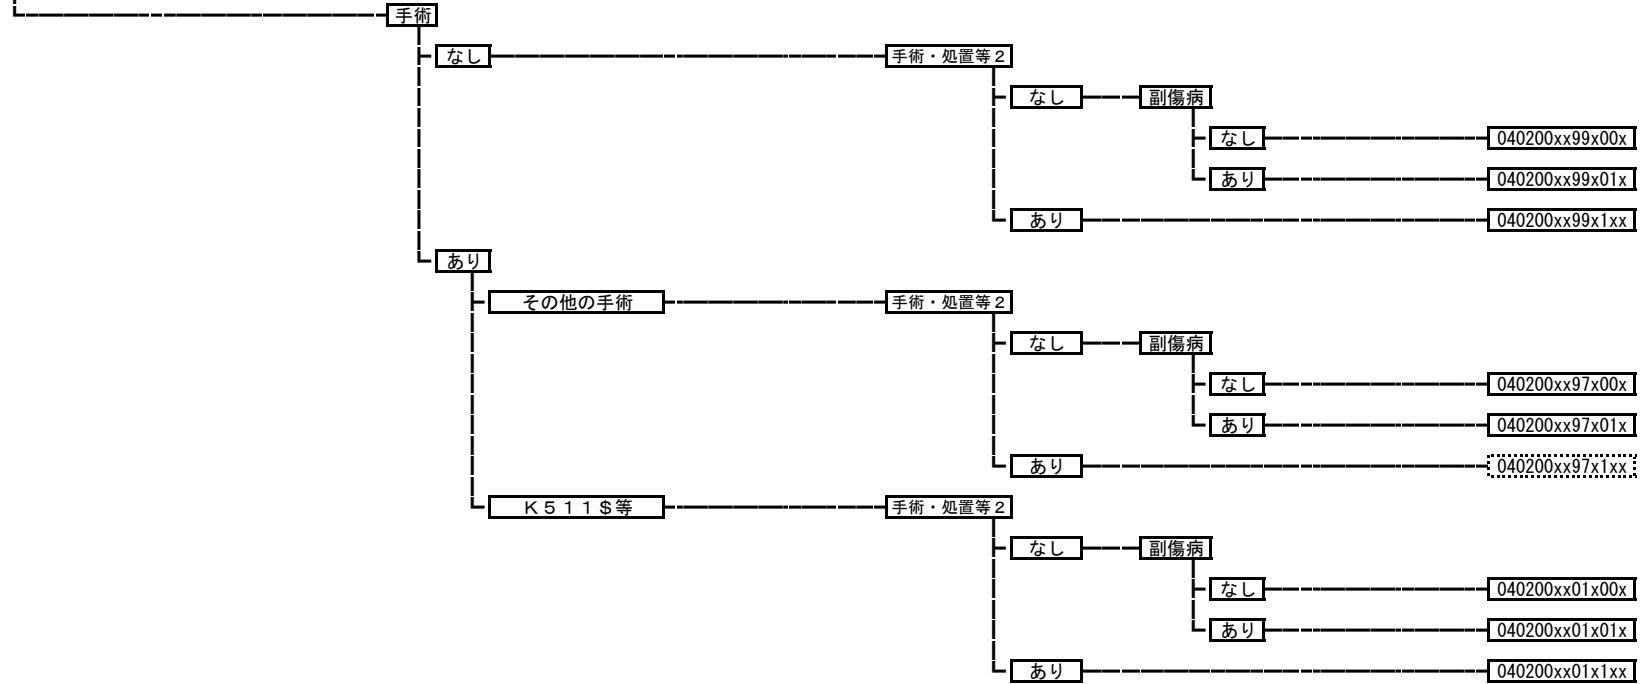 手術
なし 手術・処置等２
なし 副傷病
なし 040200xx99x00x
あり 040200xx99x01x
あり 040200xx99x1xx
あり
その他の手術 手術・処置等２
なし 副傷病
なし 040200xx97x00x
あり 040200xx97x01x
あり 040200xx97x1xx
Ｋ５１１＄等 手術・処置等２
なし 副傷病
なし 040200xx01x00x
あり 040200xx01x01x
あり 040200xx01x1xx